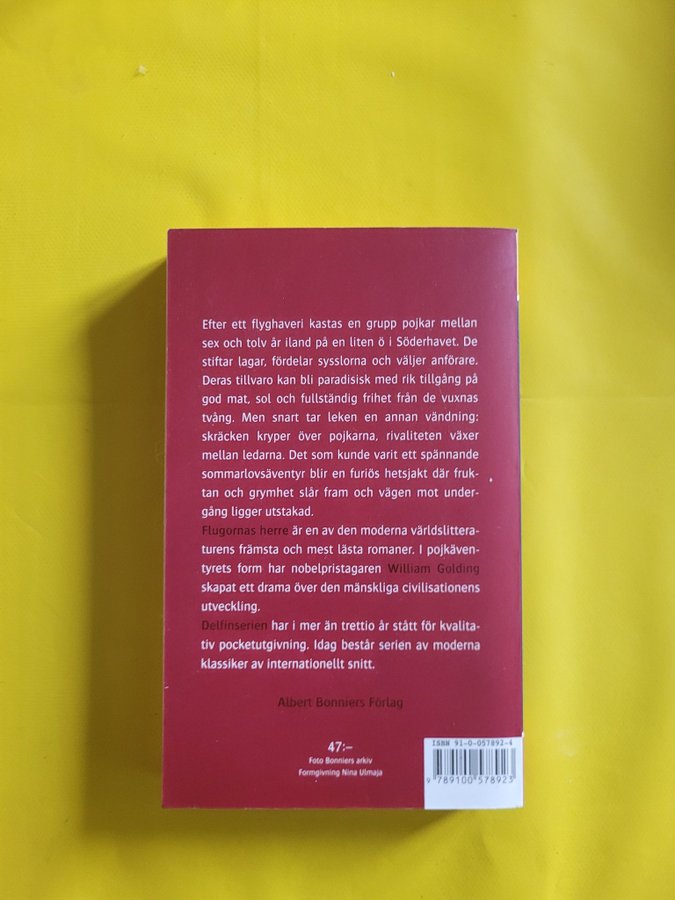 Efter ett flyghaveri kastas en grupp pojkar mellan
sex och tolv år iland på en liten ö i Söderhavet. De
stiftar lagar, fördelar sysslorna och väljer anförare.
Deras tillvaro kan bli paradisisk med rik tillgång på
god mat, sol och fullständig frihet från de vuxnas
tvång. Men snart tar leken en annan vändning:
skräcken kryper över pojkarna, rivaliteten växer
mellan ledarna. Det som kunde varit ett spännande
sommarlovsäventyr blir en furiös hetsjakt där fruk-
tan och grymhet slår fram och vägen mot under-
gång ligger utstakad.
Flugornas herre är en av den moderna världslittera-
turens främsta och mest lästa romaner. I pojkäven-
tyrets form har nobelpristagaren William Golding
skapat ett drama över den mänskliga civilisationens
utveckling.
Delfinserien har i mer än trettio år stått för kvalita-
tiv pocketutgivning. Idag består serien av moderna
klassiker av internationellt snitt.
Albert Bonniers Förlag
47:–
Foto Bonniers arkiv
Formgivning Nina Ulmaja
ISBN 91-0-057892-4
9 789100 578923